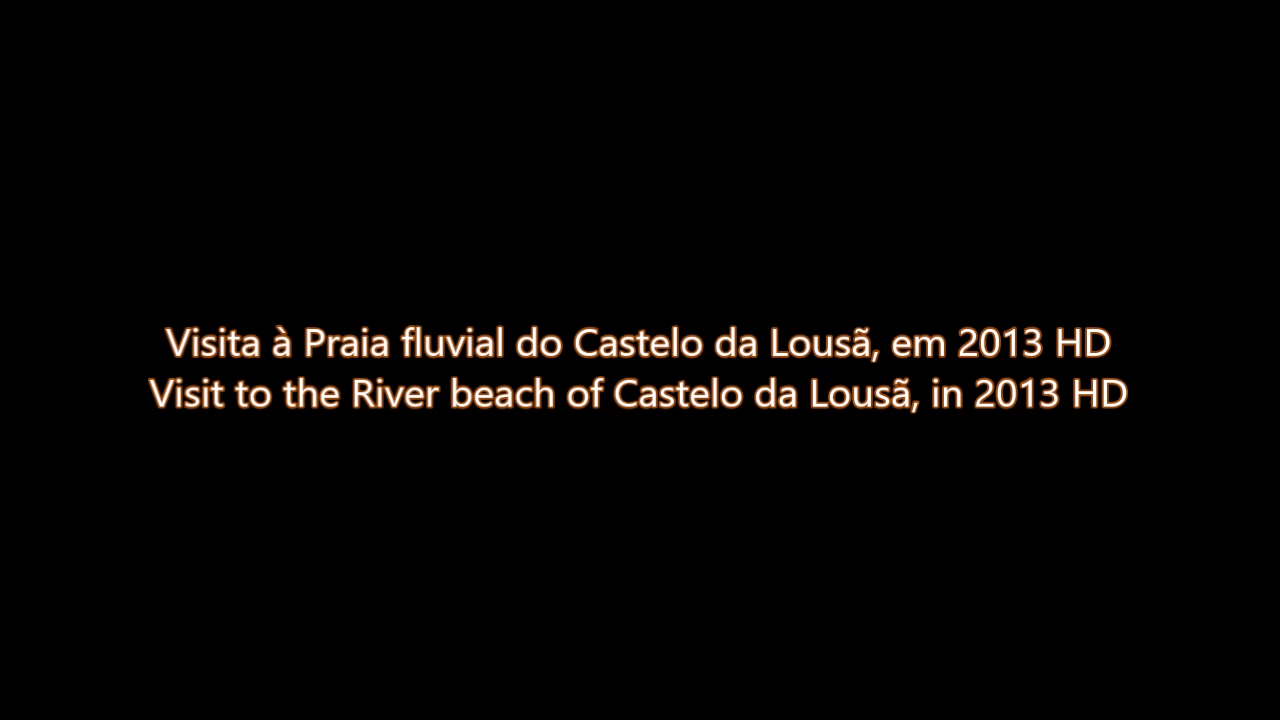 Visita à Praia fluvial do Castelo da Lousã, em 2013 HD
Visit to the River beach of Castelo da Lousã, in 2013 HD